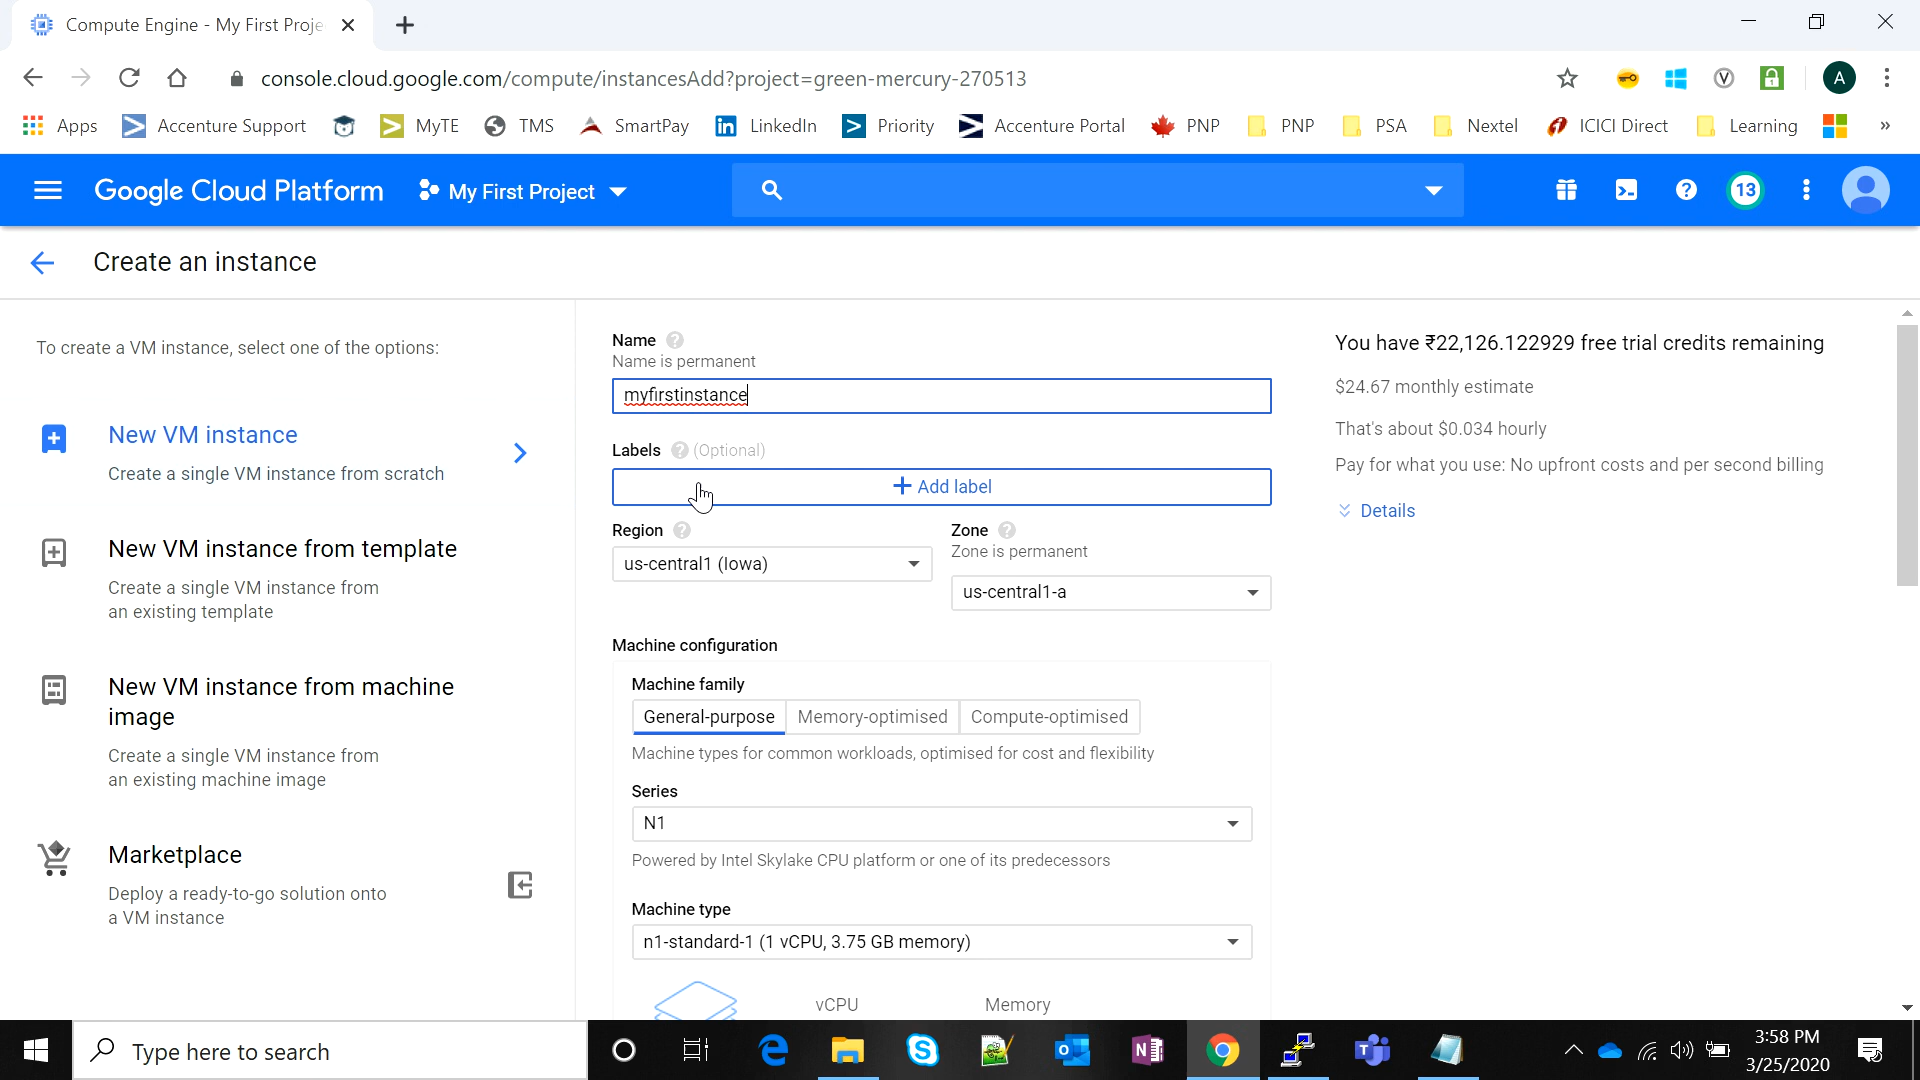 Compute Engine - My First Proje
console.cloud.google.com/compute/instancesAdd?project=green-mercury-270513
A
Apps
Accenture Support
MyTE
TMS
SmartPay
LinkedIn
Priority
Accenture Portal
PNP
PNP
PSA
Nextel
ICICI Direct
Learning
»
Google Cloud Platform
My First Project
13
Create an instance
To create a VM instance, select one of the options:
New VM instance
Create a single VM instance from scratch
New VM instance from template
Create a single VM instance from
an existing template
New VM instance from machine
image
Create a single VM instance from
an existing machine image
Marketplace
Deploy a ready-to-go solution onto
a VM instance
Name
Name is permanent
myfirstinstance
Labels (Optional)
+ Add label
Region
us-central1 (Iowa)
Zone
Zone is permanent
us-central1-a
Machine configuration
Machine family
General-purpose
Memory-optimised
Compute-optimised
Machine types for common workloads, optimised for cost and flexibility
Series
N1
Powered by Intel Skylake CPU platform or one of its predecessors
Machine type
n1-standard-1 (1 vCPU, 3.75 GB memory)
vCPU
Memory
You have ₹22,126.122929 free trial credits remaining
$24.67 monthly estimate
That's about $0.034 hourly
Pay for what you use: No upfront costs and per second billing
Details
Type here to search
3:58 PM
3/25/2020